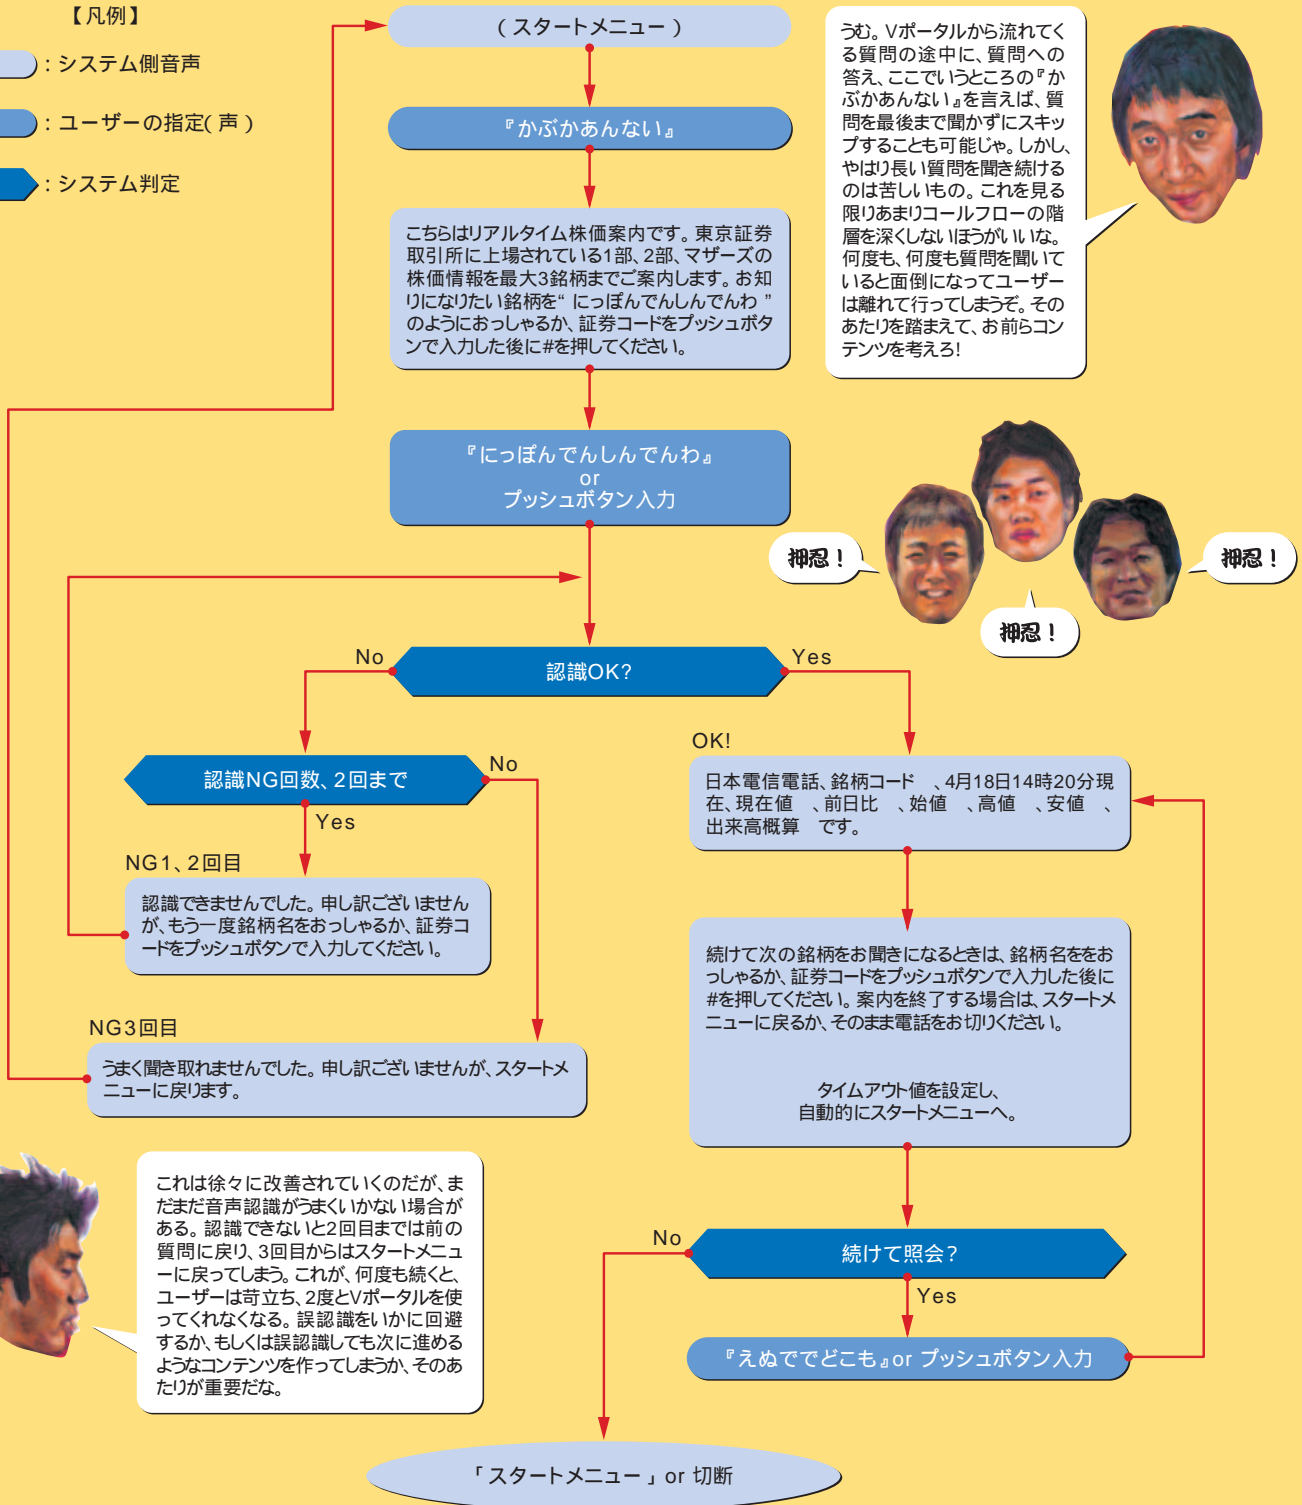 【凡例】
：システム側音声
：ユーザーの指定(声)
：システム判定
(スタートメニュー)
『かぶかあんない』
こちらはリアルタイム株価案内です。東京証券
取引所に上場されている1部、2部、マザーズの
株価情報を最大3銘柄までご案内します。お知
りになりたい銘柄を“にっぽんでんしんでんわ”
のようにおっしゃるか、証券コードをプッシュボタ
ンで入力した後に#を押してください。
うむ。Vポータルから流れてく
る質問の途中に、質問への
答え、ここでいうところの『か
ぶかあんない』を言えば、質
問を最後まで聞かずにスキッ
プすることも可能じゃ。しかし、
やはり長い質問を聞き続ける
のは苦しいもの。これを見る
限りあまりコールフローの階
層を深くしないほうがいいな。
何度も、何度も質問を聞いて
いると面倒になってユーザー
は離れて行ってしまうぞ。その
あたりを踏まえて、お前らコン
テンツを考えろ!
『にっぽんでんしんでんわ』
or
プッシュボタン入力
押忍！
押忍！
押忍！
No
認識OK?
Yes
認識NG回数、2回まで
No
Yes
NG1、2回目
認識できませんでした。申し訳ございません
が、もう一度銘柄名をおっしゃるか、証券コ
ードをプッシュボタンで入力してください。
NG3回目
うまく聞き取れませんでした。申し訳ございませんが、スタートメ
ニューに戻ります。
OK!
日本電信電話、銘柄コード 、4月18日14時20分現
在、現在値 、前日比 、始値 、高値 、安値 、
出来高概算 です。
続けて次の銘柄をお聞きになるときは、銘柄名ををお
っしゃるか、証券コードをプッシュボタンで入力した後に
#を押してください。案内を終了する場合は、スタートメ
ニューに戻るか、そのまま電話をお切りください。
タイムアウト値を設定し、
自動的にスタートメニューへ。
これは徐々に改善されていくのだが、ま
だまだ音声認識がうまくいかない場合が
ある。認識できないと2回目までは前の
質問に戻り、3回目からはスタートメニュ
ーに戻ってしまう。これが、何度も続くと、
ユーザーは苛立ち、2度とVポータルを使
ってくれなくなる。誤認識をいかに回避
するか、もしくは誤認識しても次に進める
ようなコンテンツを作ってしまうか、そのあ
たりが重要だな。
No
続けて照会?
Yes
『えぬででどこも』or プッシュボタン入力
「スタートメニュー」or 切断